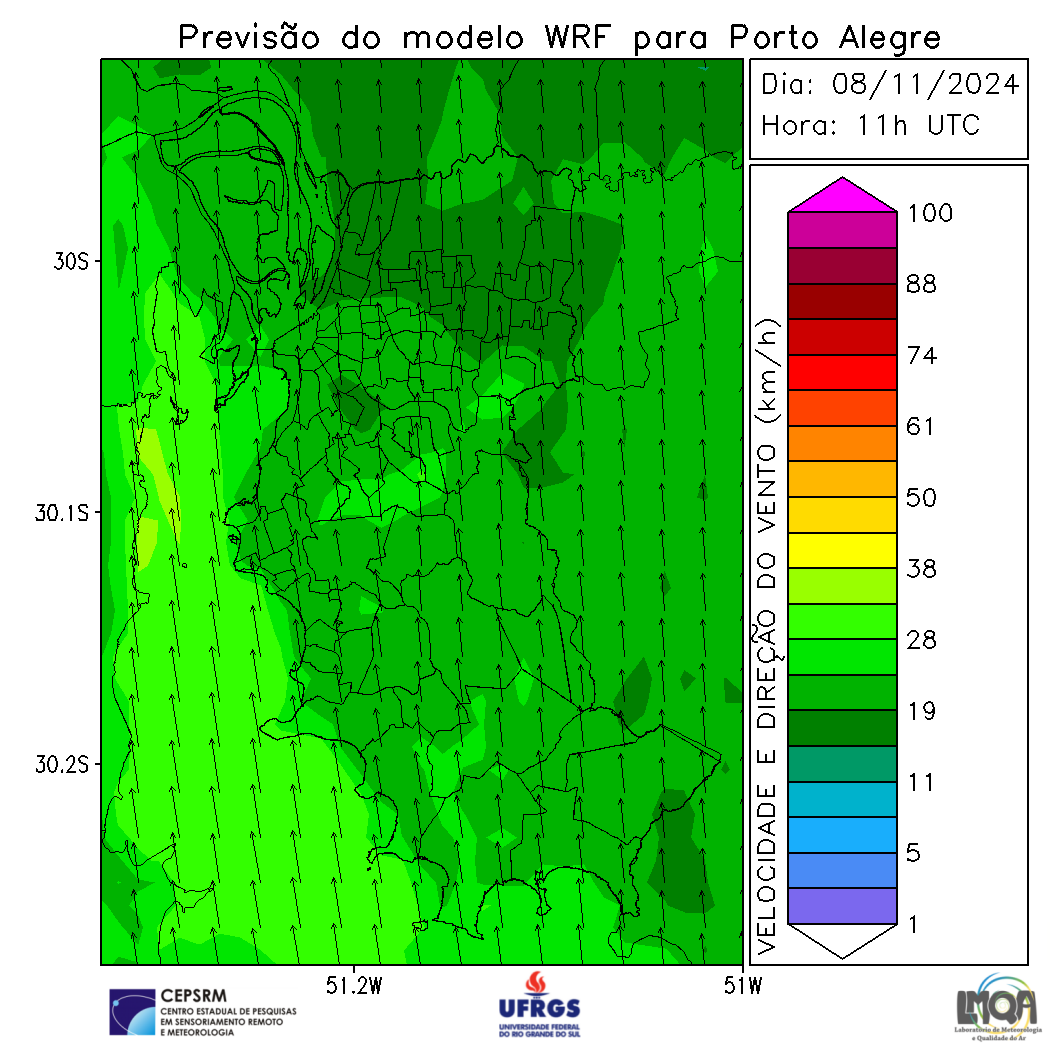 Previsão do modelo WRF para Porto Alegre
Dia: 08/11/2024
Hora: 11h UTC
30S
30.1S
30.2S
51.2W
51W
VELOCIDADE E DIREÇÃO DO VENTO (km/h)
100
88
74
61
50
38
28
19
11
5
1
CEPSRM
CENTRO ESTADUAL DE PESQUISAS
EM SENSORIAMENTO REMOTO
E METEOROLOGIA
UFRGS
UNIVERSIDADE FEDERAL
DO RIO GRANDE DO SUL
LMQA
Laboratório de Meteorologia
e Qualidade do Ar